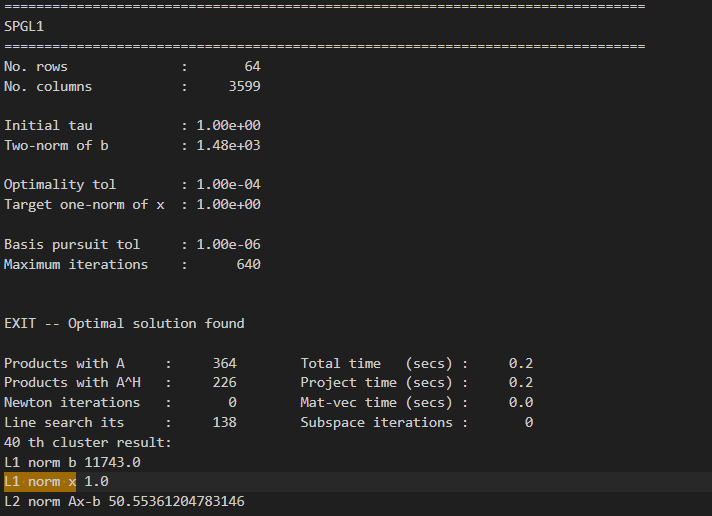 ================================================================================
SPGL1
================================================================================
No. rows              :       64
No. columns           :     3599

Initial tau           : 1.00e+00
Two-norm of b         : 1.48e+03

Optimality tol        : 1.00e-04
Target one-norm of x  : 1.00e+00

Basis pursuit tol     : 1.00e-06
Maximum iterations    :      640


EXIT -- Optimal solution found

Products with A     :     364        Total time   (secs) :     0.2
Products with A^H   :     226        Project time (secs) :     0.2
Newton iterations   :       0        Mat-vec time (secs) :     0.0
Line search its     :     138        Subspace iterations :       0
40 th cluster result:
L1 norm b 11743.0
L1 norm x 1.0
L2 norm Ax-b 50.55361204783146